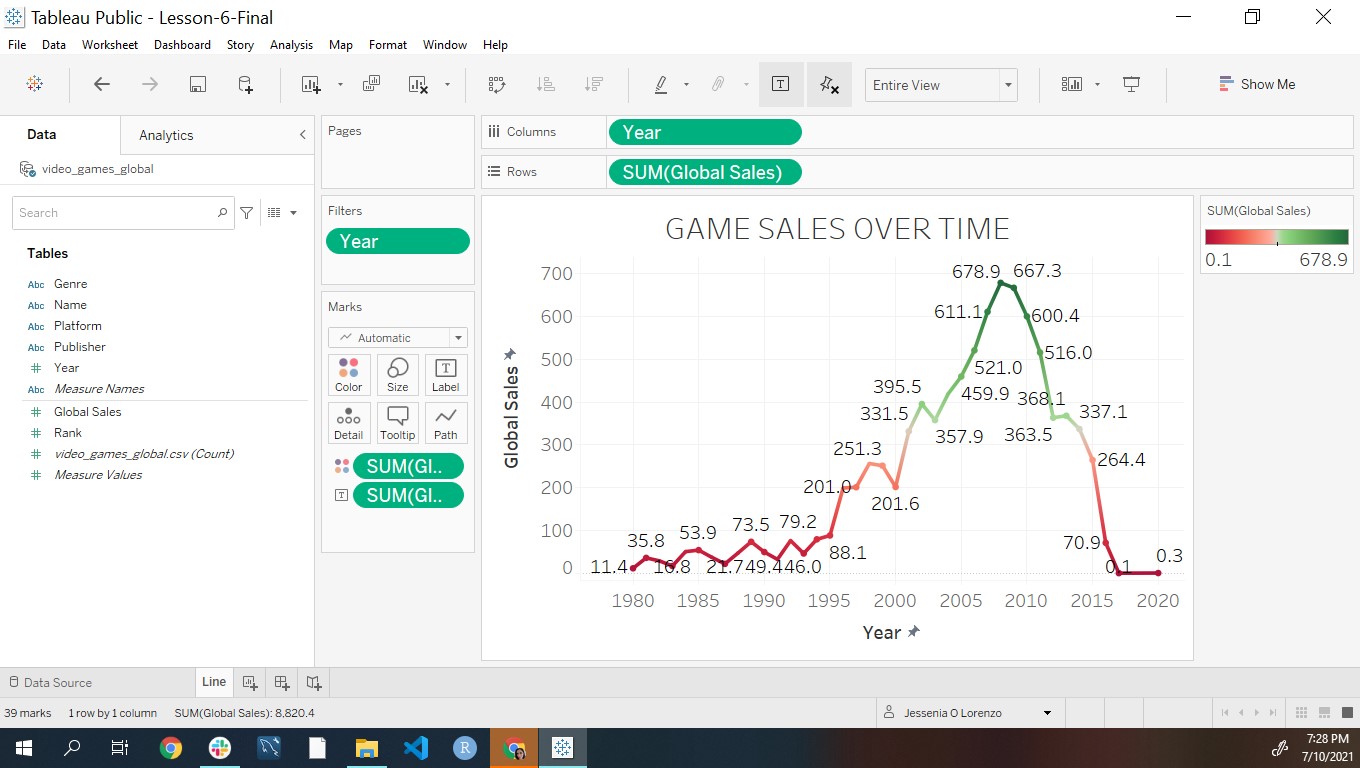 Tableau Public - Lesson-6-Final
File Data Worksheet Dashboard Story Analysis Map Format Window Help
Entire View
Show Me
Data Analytics
video_games_global
Search
Tables
Abc Genre
Abc Name
Abc Platform
Abc Publisher
# Year
Abc Measure Names
# Global Sales
# Rank
# video_games_global.csv (Count)
# Measure Values
Pages
Filters
Year
Marks
Automatic
Color Size Label
Detail Tooltip Path
SUM(Gl..
SUM(Gl..
Columns Year
Rows SUM(Global Sales)
GAME SALES OVER TIME
Global Sales
700
600
500
400
300
200
100
0
11.4
35.8
16.8
53.9
21.7
73.5
49.4
79.2
46.0
88.1
201.0
251.3
201.6
331.5
395.5
357.9
459.9
521.0
611.1
678.9
667.3
600.4
516.0
363.5
368.1
337.1
264.4
70.9
0.1
0.3
1980 1985 1990 1995 2000 2005 2010 2015 2020
Year
SUM(Global Sales)
0.1 678.9
Data Source Line
39 marks 1 row by 1 column SUM(Global Sales): 8,820.4
Jessenia O Lorenzo
R
7:28 PM
7/10/2021